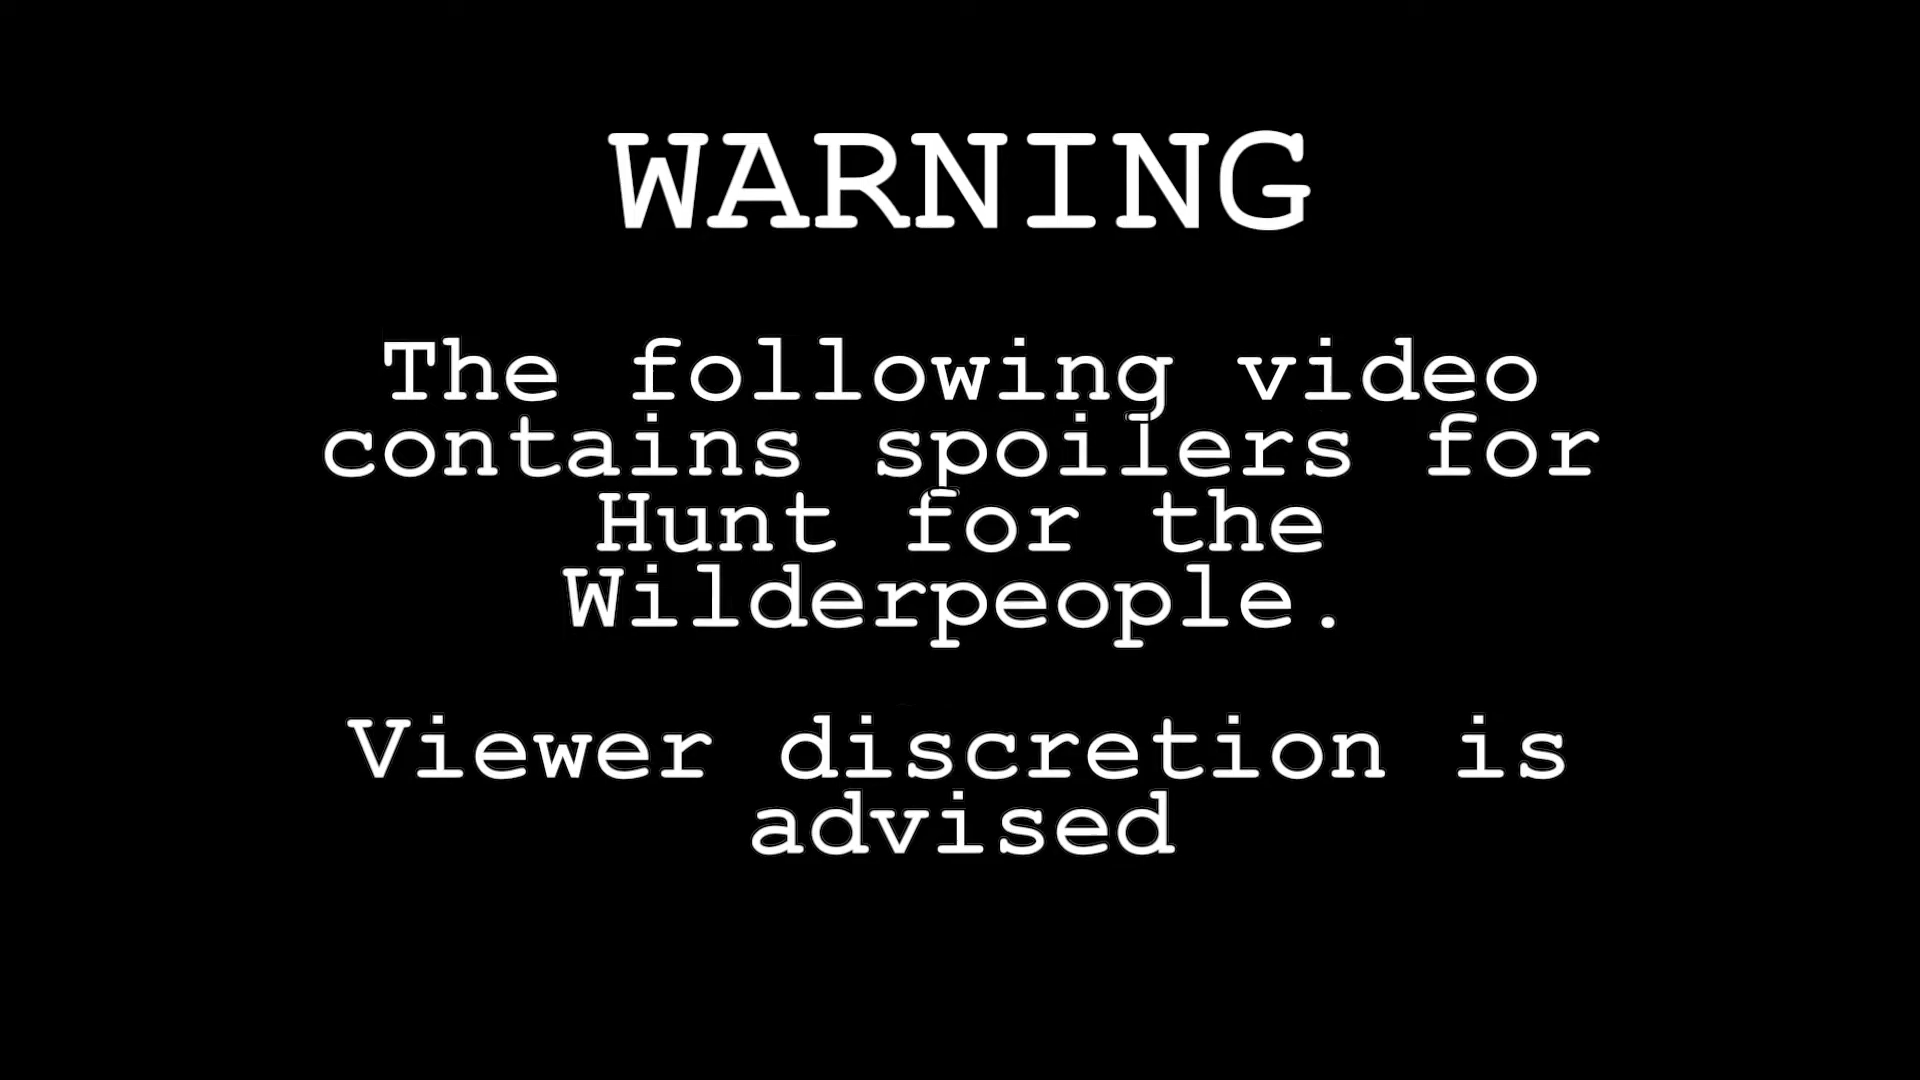 WARNING
The following video
contains spoilers for
Hunt for the
Wilderpeople.
Viewer discretion is
advised